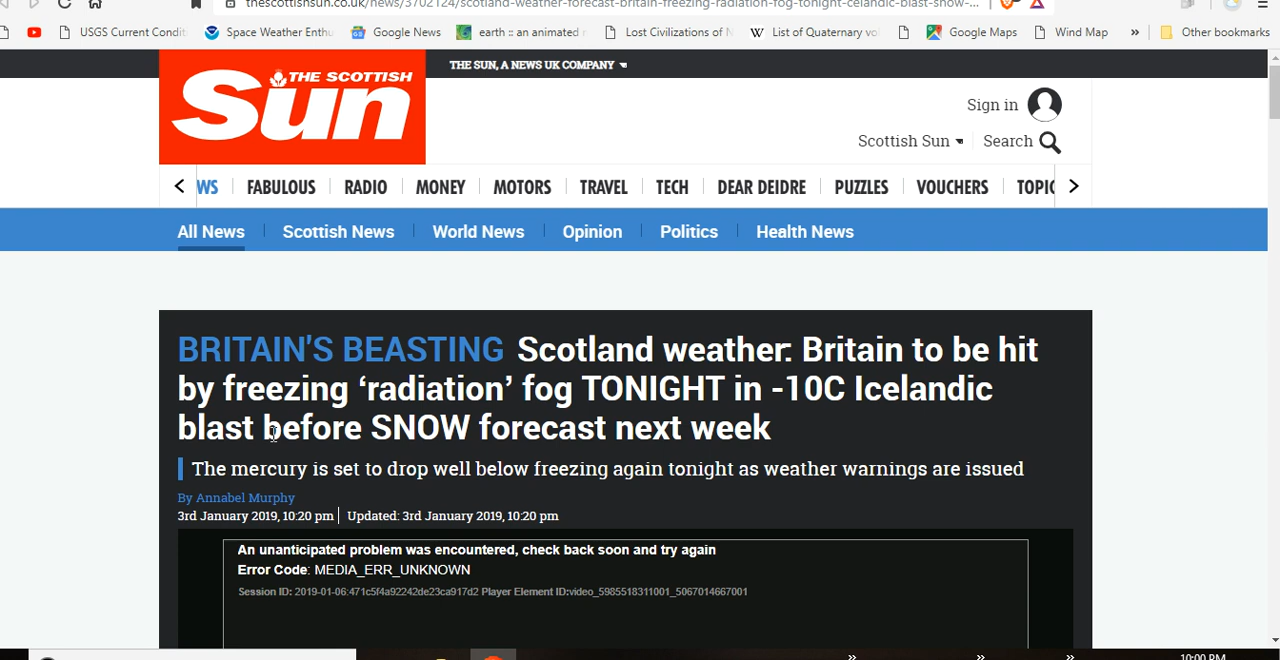 thescottishsun.co.uk/news/3702124/scotland-weather-forecast-britain-freezing-radiation-fog-tonight-celandic-blast-snow-...
USGS Current Condit Space Weather Enthu Google News earth :: an animated Lost Civilizations of List of Quaternary vo Google Maps Wind Map » Other bookmarks
THE SUN, A NEWS UK COMPANY
THE SCOTTISH
Sun
Sign in
Scottish Sun Search
WS FABULOUS RADIO MONEY MOTORS TRAVEL TECH DEAR DEIDRE PUZZLES VOUCHERS TOPIC
All News Scottish News World News Opinion Politics Health News
BRITAIN'S BEASTING Scotland weather: Britain to be hit
by freezing ‘radiation’ fog TONIGHT in -10C Icelandic
blast before SNOW forecast next week
The mercury is set to drop well below freezing again tonight as weather warnings are issued
By Annabel Murphy
3rd January 2019, 10:20 pm | Updated: 3rd January 2019, 10:20 pm
An unanticipated problem was encountered, check back soon and try again
Error Code: MEDIA_ERR_UNKNOWN
Session ID: 2019-01-06:471c5f4a92242de23ca917d2 Player Element ID:video_5985518311001_5067014667001
» » » 10:00 PM